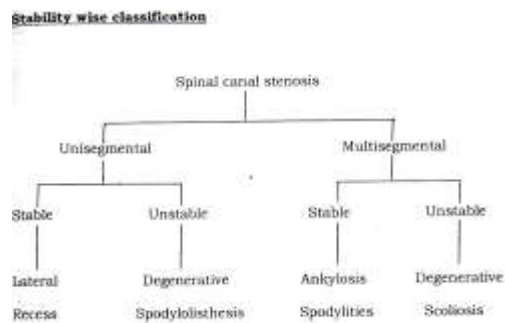 Stability wise classification
Spinal canal stenosis
Unisegmental Multisegmental
Stable Unstable Stable Unstable
Lateral Degenerative Ankylosis Degenerative
Recess Spodylolisthesis Spodylities Scoliosis